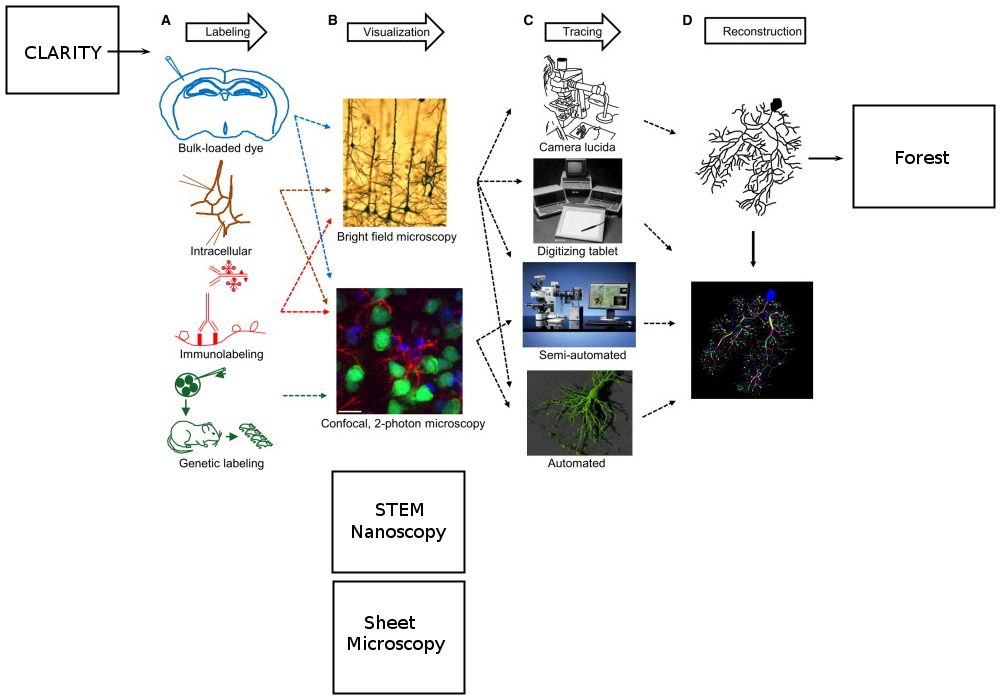 CLARITY
A
Labeling
B
Visualization
C
Tracing
D
Reconstruction
Bulk-loaded dye
Intracellular
Immunolabeling
Genetic labeling
Bright field microscopy
Confocal, 2-photon microscopy
STEM
Nanoscopy
Sheet
Microscopy
Camera lucida
Digitizing tablet
Semi-automated
Automated
Forest